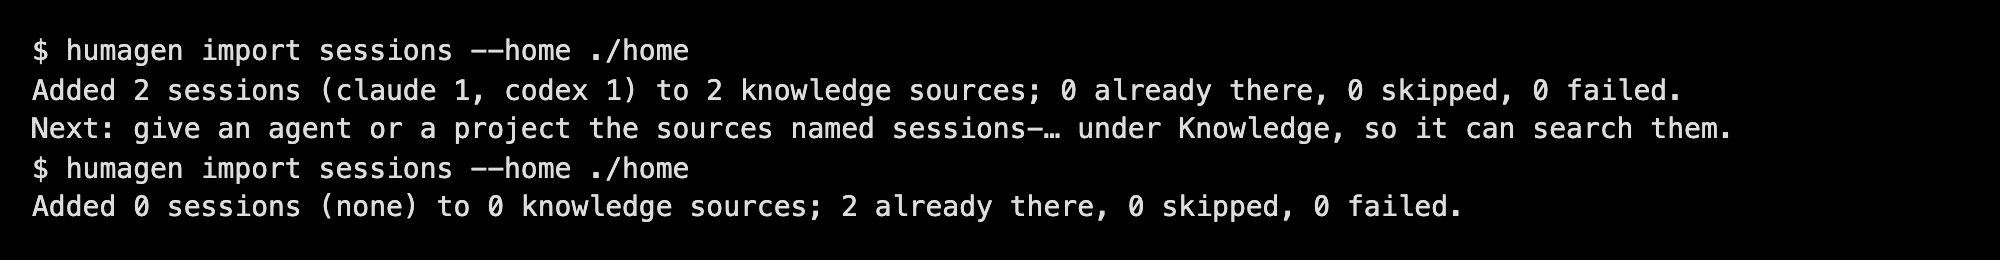 $ humagen import sessions --home ./home
Added 2 sessions (claude 1, codex 1) to 2 knowledge sources; 0 already there, 0 skipped, 0 failed.
Next: give an agent or a project the sources named sessions-… under Knowledge, so it can search them.
$ humagen import sessions --home ./home
Added 0 sessions (none) to 0 knowledge sources; 2 already there, 0 skipped, 0 failed.